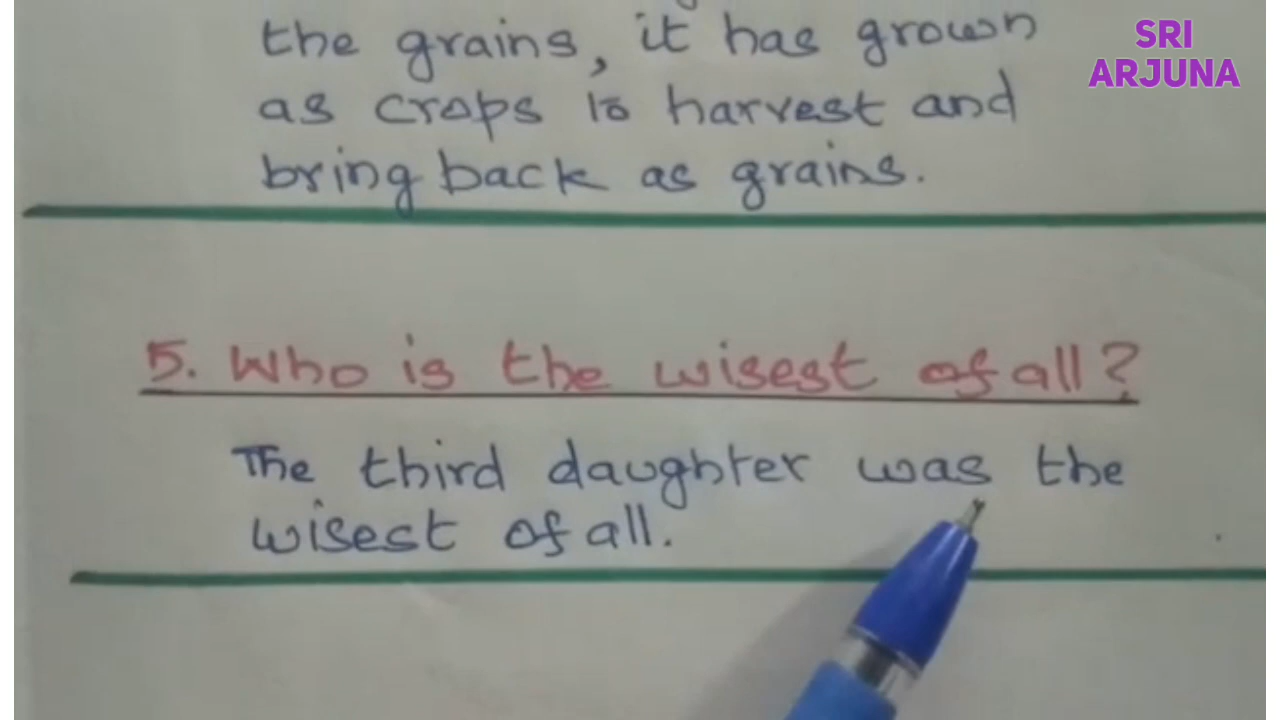 the grains, it has grown
SRI
ARJUNA
as crops to harvest and
bring back as grains.
5. Who is the wisest of all?
The third daughter was the
wisest of all.